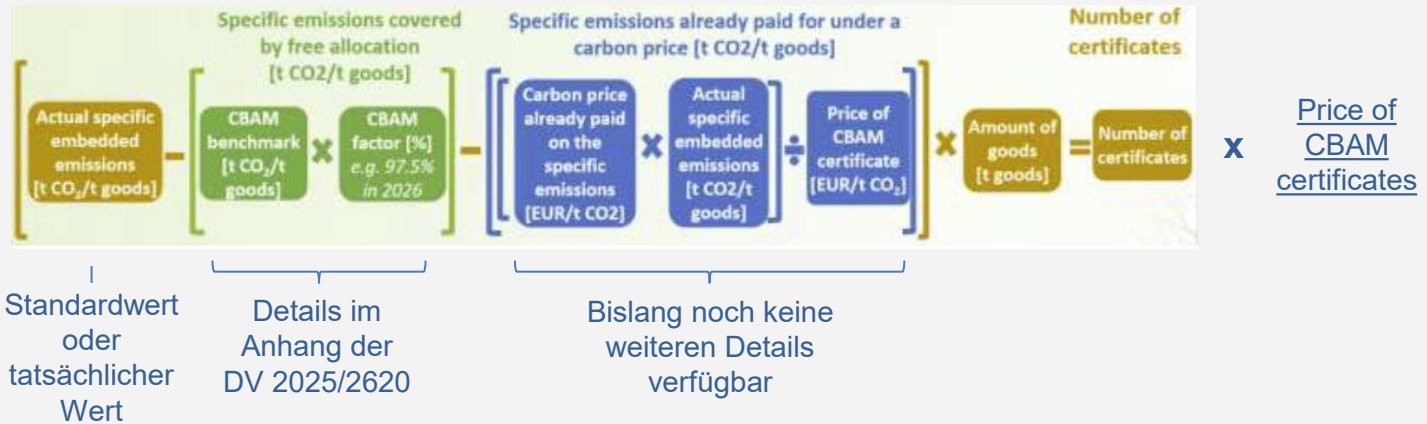 Specific emissions covered
by free allocation
[t CO2/t goods]
Specific emissions already paid for under a
carbon price [t CO2/t goods]
Number of
certificates
[
Actual specific
embedded
emissions
[t CO₂/t goods]
−
[
CBAM
benchmark
[t CO₂/t
goods]
×
CBAM
factor [%]
e.g. 97.5%
in 2026
]
−
[[
Carbon price
already paid
on the
specific
emissions
[EUR/t CO2]
×
Actual
specific
embedded
emissions
[t CO2/t
goods]
]
÷
Price of
CBAM
certificate
[EUR/t CO₂]
]]
×
Amount of
goods
[t goods]
=
Number of
certificates
x
Price of
CBAM
certificates
Standardwert
oder
tatsächlicher
Wert
Details im
Anhang der
DV 2025/2620
Bislang noch keine
weiteren Details
verfügbar